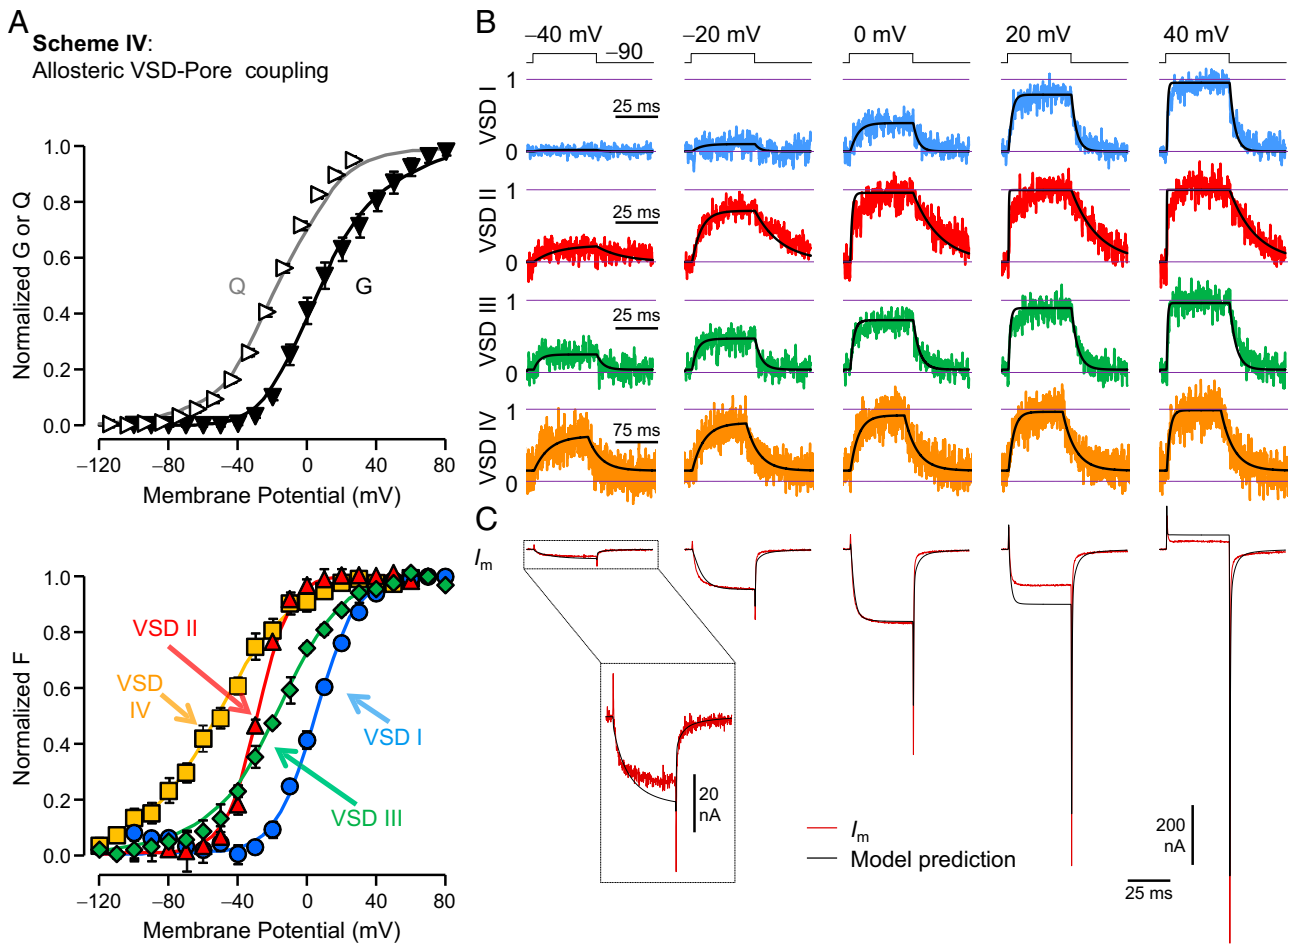 A
Scheme IV:
Allosteric VSD-Pore coupling
Normalized G or Q
1.0
0.8
0.6
0.4
0.2
0.0
Q
G
−120
−80
−40
0
40
80
Membrane Potential (mV)
Normalized F
1.0
0.8
0.6
0.4
0.2
0.0
VSD II
VSD
IV
VSD I
VSD III
−120
−80
−40
0
40
80
Membrane Potential (mV)
B
−40 mV
−20 mV
0 mV
20 mV
40 mV
−90
VSD I
1
0
25 ms
VSD II
1
0
25 ms
VSD III
1
0
25 ms
VSD IV
1
0
75 ms
C
Im
20
nA
Im
Model prediction
200
nA
25 ms